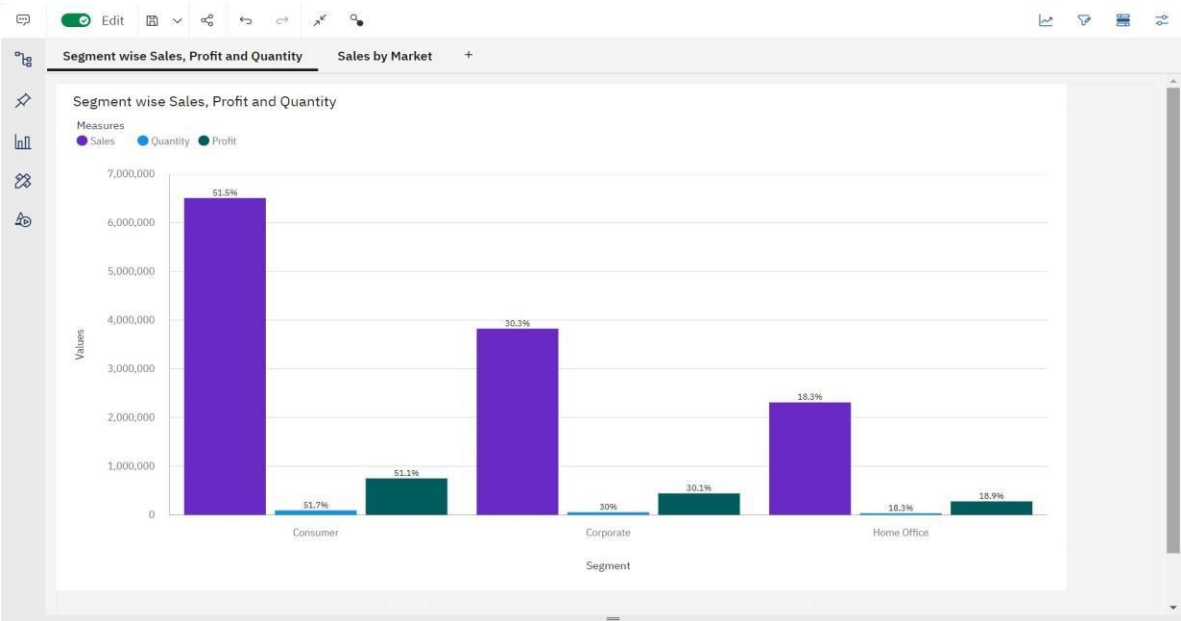 Edit
Segment wise Sales, Profit and Quantity
Sales by Market
+
Segment wise Sales, Profit and Quantity
Measures
Sales Quantity Profit
7,000,000
6,000,000
5,000,000
4,000,000
3,000,000
2,000,000
1,000,000
0
Values
51.5%
51.7%
51.1%
30.3%
30%
30.1%
18.3%
18.3%
18.9%
Consumer
Corporate
Home Office
Segment